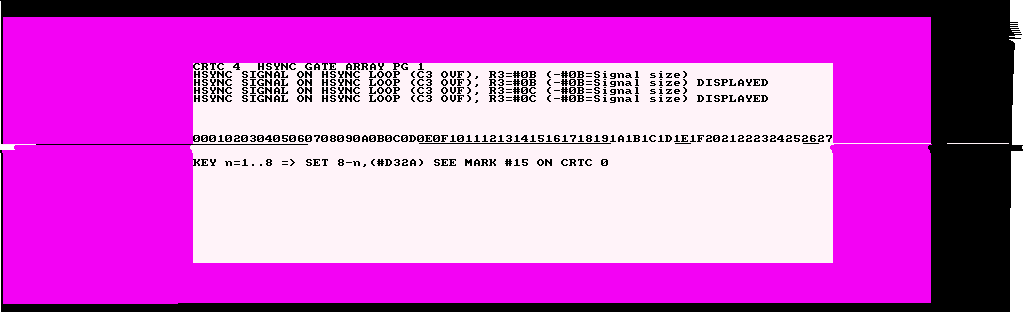 CRTC 4  HSYNC GATE ARRAY PG 1
HSYNC SIGNAL ON HSYNC LOOP (C3 OVF), R3=#0B (-#0B=Signal size)
HSYNC SIGNAL ON HSYNC LOOP (C3 OVF), R3=#0B (-#0B=Signal size) DISPLAYED
HSYNC SIGNAL ON HSYNC LOOP (C3 OVF), R3=#0C (-#0B=Signal size)
HSYNC SIGNAL ON HSYNC LOOP (C3 OVF), R3=#0C (-#0B=Signal size) DISPLAYED
000102030405060708090A0B0C0D0E0F101112131415161718191A1B1C1D1E1F2021222324252627
KEY n=1..8 => SET 8-n,(#D32A) SEE MARK #15 ON CRTC 0